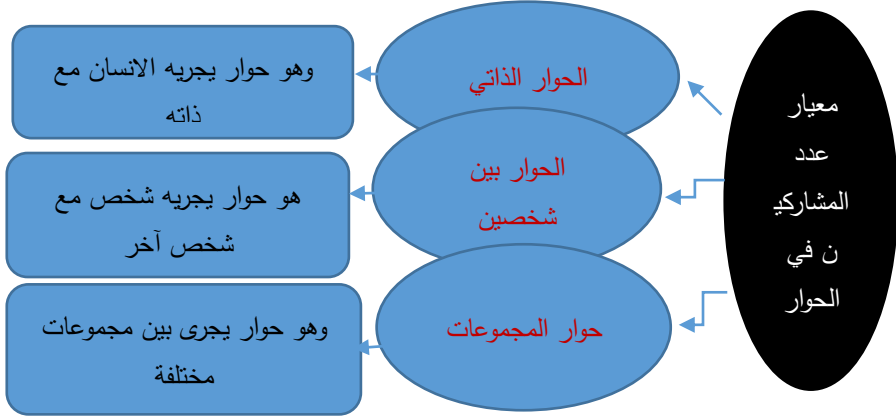 معيار
عدد
المشاركي
ن في
الحوار
الحوار الذاتي
وهو حوار يجريه الانسان مع
ذاته
الحوار بين
شخصين
هو حوار يجريه شخص مع
شخص آخر
حوار المجموعات
وهو حوار يجرى بين مجموعات
مختلفة